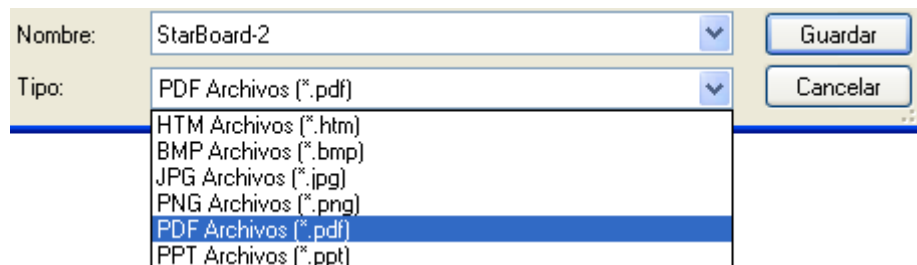 Nombre: StarBoard-2 Guardar
Tipo: PDF Archivos (*.pdf) Cancelar
HTM Archivos (*.htm)
BMP Archivos (*.bmp)
JPG Archivos (*.jpg)
PNG Archivos (*.png)
PDF Archivos (*.pdf)
PPT Archivos (*.ppt)